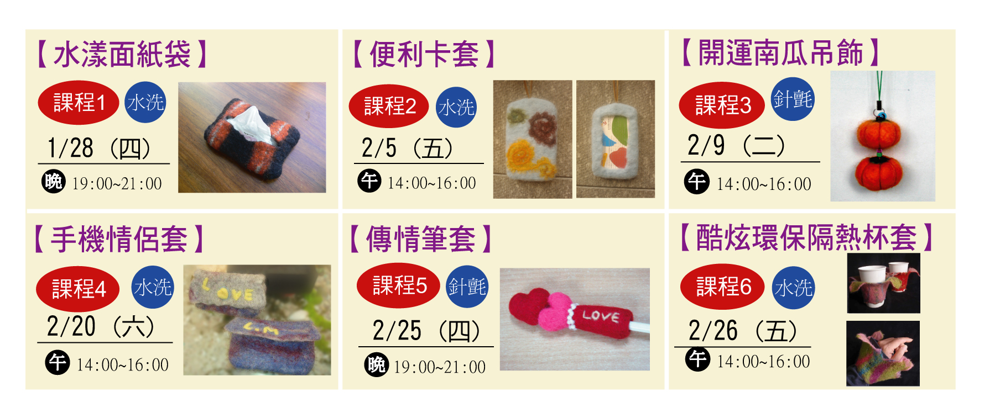 【水漾面紙袋】
課程1 水洗
1/28（四）
晚 19:00~21:00
【便利卡套】
課程2 水洗
2/5（五）
午 14:00~16:00
【開運南瓜吊飾】
課程3 針氈
2/9（二）
午 14:00~16:00
【手機情侶套】
課程4 水洗
2/20（六）
午 14:00~16:00
LOVE
L.M
【傳情筆套】
課程5 針氈
2/25（四）
晚 19:00~21:00
LOVE
【酷炫環保隔熱杯套】
課程6 水洗
2/26（五）
午 14:00~16:00